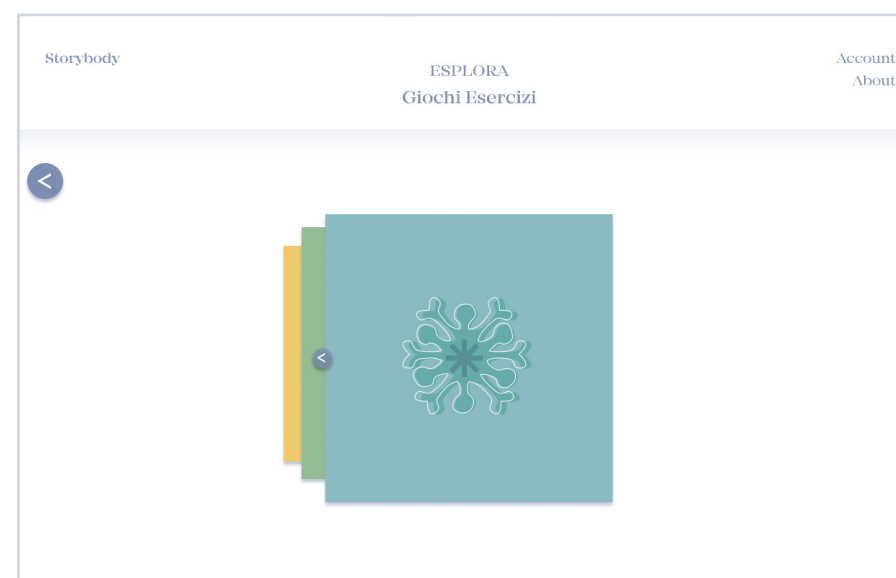 Storybody
ESPLORA
Giochi Esercizi
Account
About
<
<